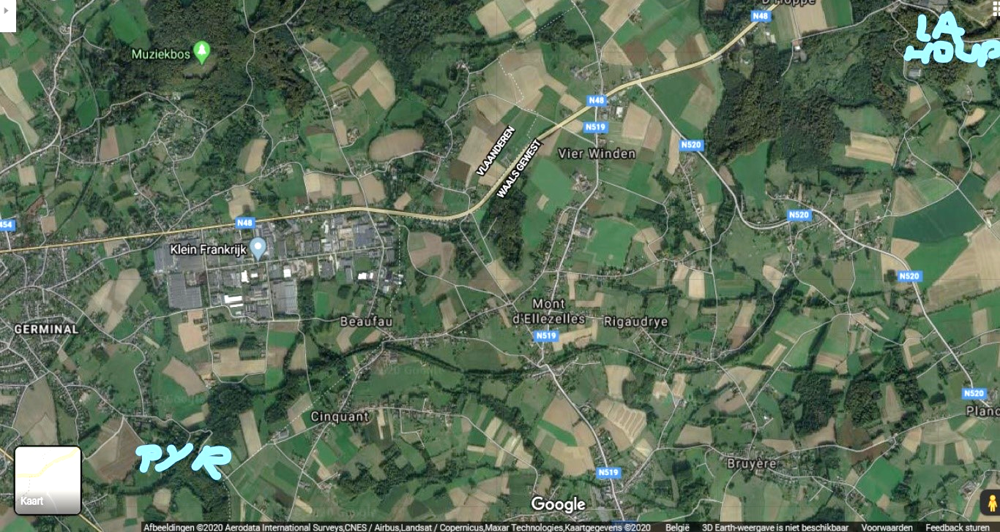 D'Hoppe
N48
LA
HOUP
Muziekbos
N48
N519
VLAANDEREN
WAALS GEWEST
Vier Winden
N520
454
N48
N520
Klein Frankrijk
N520
Mont
d'Ellezelles
Beaufau
Rigaudrye
GERMINAL
N519
N520
Planc
Cinquant
PYR
Bruyère
N519
Kaart
Google
Afbeeldingen ©2020 Aerodata International Surveys,CNES / Airbus,Landsat / Copernicus,Maxar Technologies,Kaartgegevens ©2020 België 3D Earth-weergave is niet beschikbaar Voorwaarden Feedback sturen